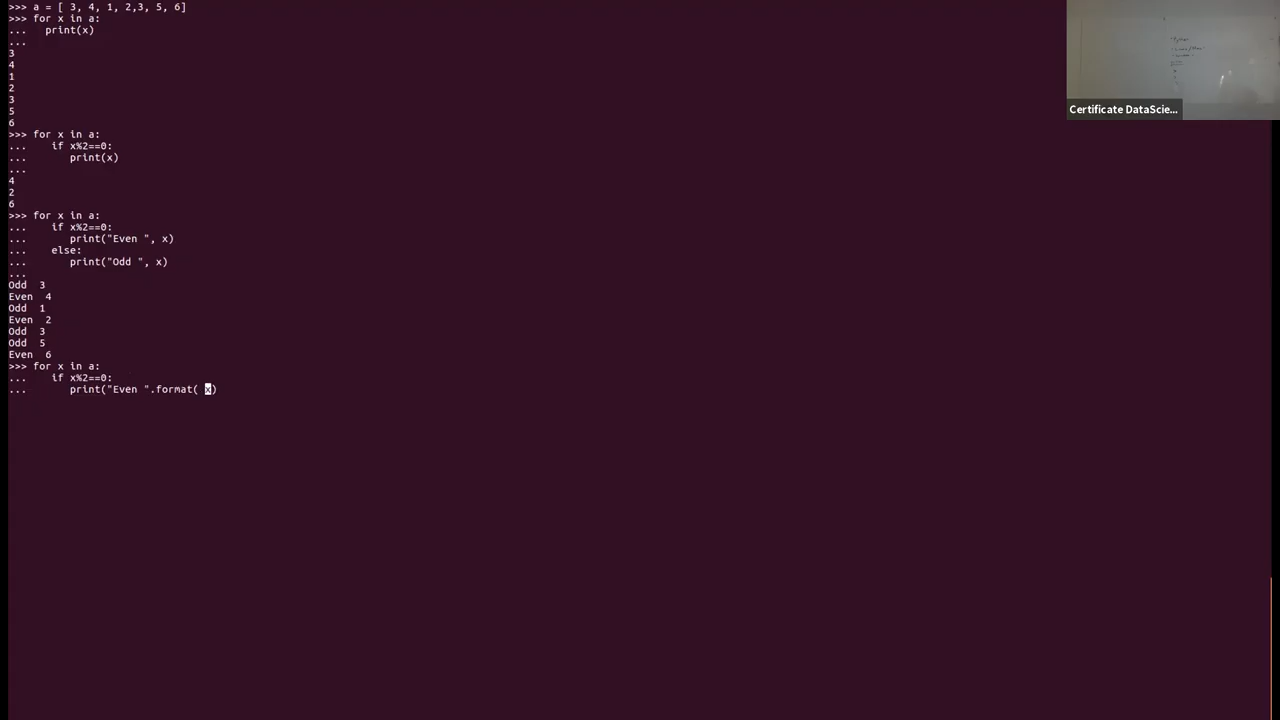 >>> a = [ 3, 4, 1, 2,3, 5, 6]
>>> for x in a:
...   print(x)
...
3
4
1
2
3
5
6
>>> for x in a:
...    if x%2==0:
...       print(x)
...
4
2
6
>>> for x in a:
...    if x%2==0:
...       print("Even ", x)
...    else:
...       print("Odd ", x)
...
Odd  3
Even  4
Odd  1
Even  2
Odd  3
Odd  5
Even  6
>>> for x in a:
...    if x%2==0:
...       print("Even ".format( x)
Certificate DataScie...